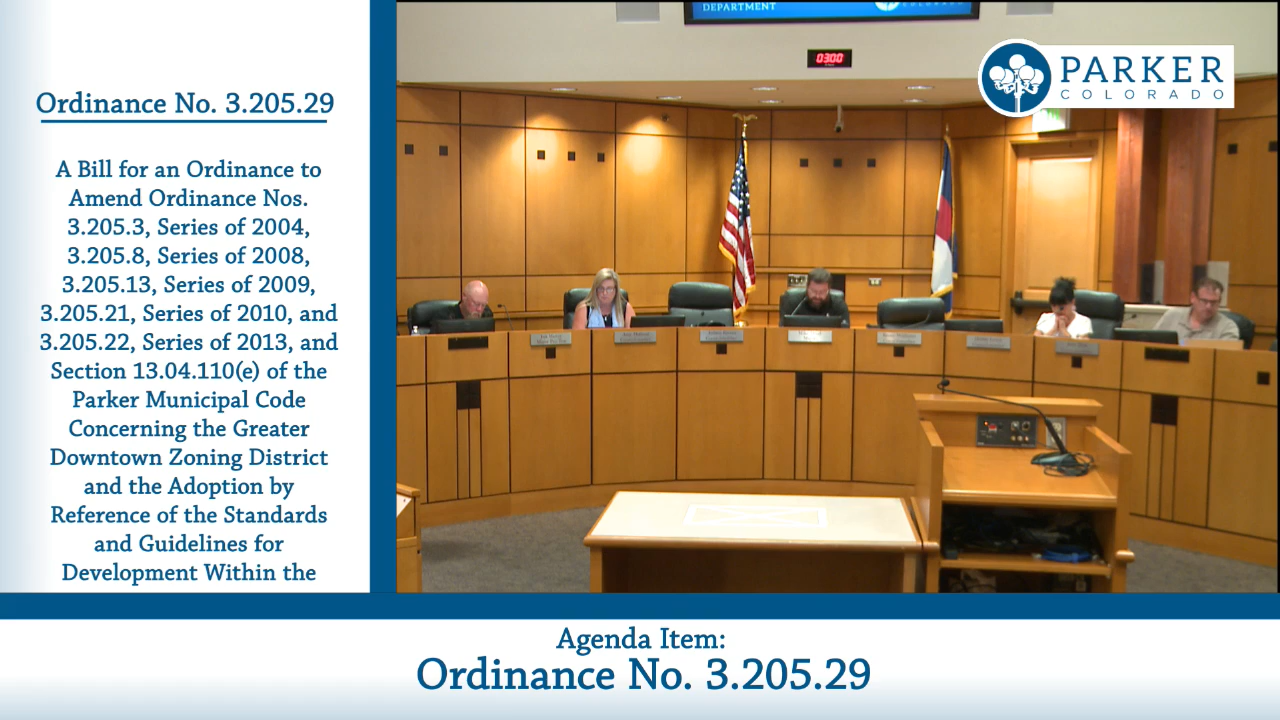 Ordinance No. 3.205.29
A Bill for an Ordinance to
Amend Ordinance Nos.
3.205.3, Series of 2004,
3.205.8, Series of 2008,
3.205.13, Series of 2009,
3.205.21, Series of 2010, and
3.205.22, Series of 2013, and
Section 13.04.110(e) of the
Parker Municipal Code
Concerning the Greater
Downtown Zoning District
and the Adoption by
Reference of the Standards
and Guidelines for
Development Within the
DEPARTMENT
03:00
PARKER
COLORADO
Agenda Item:
Ordinance No. 3.205.29